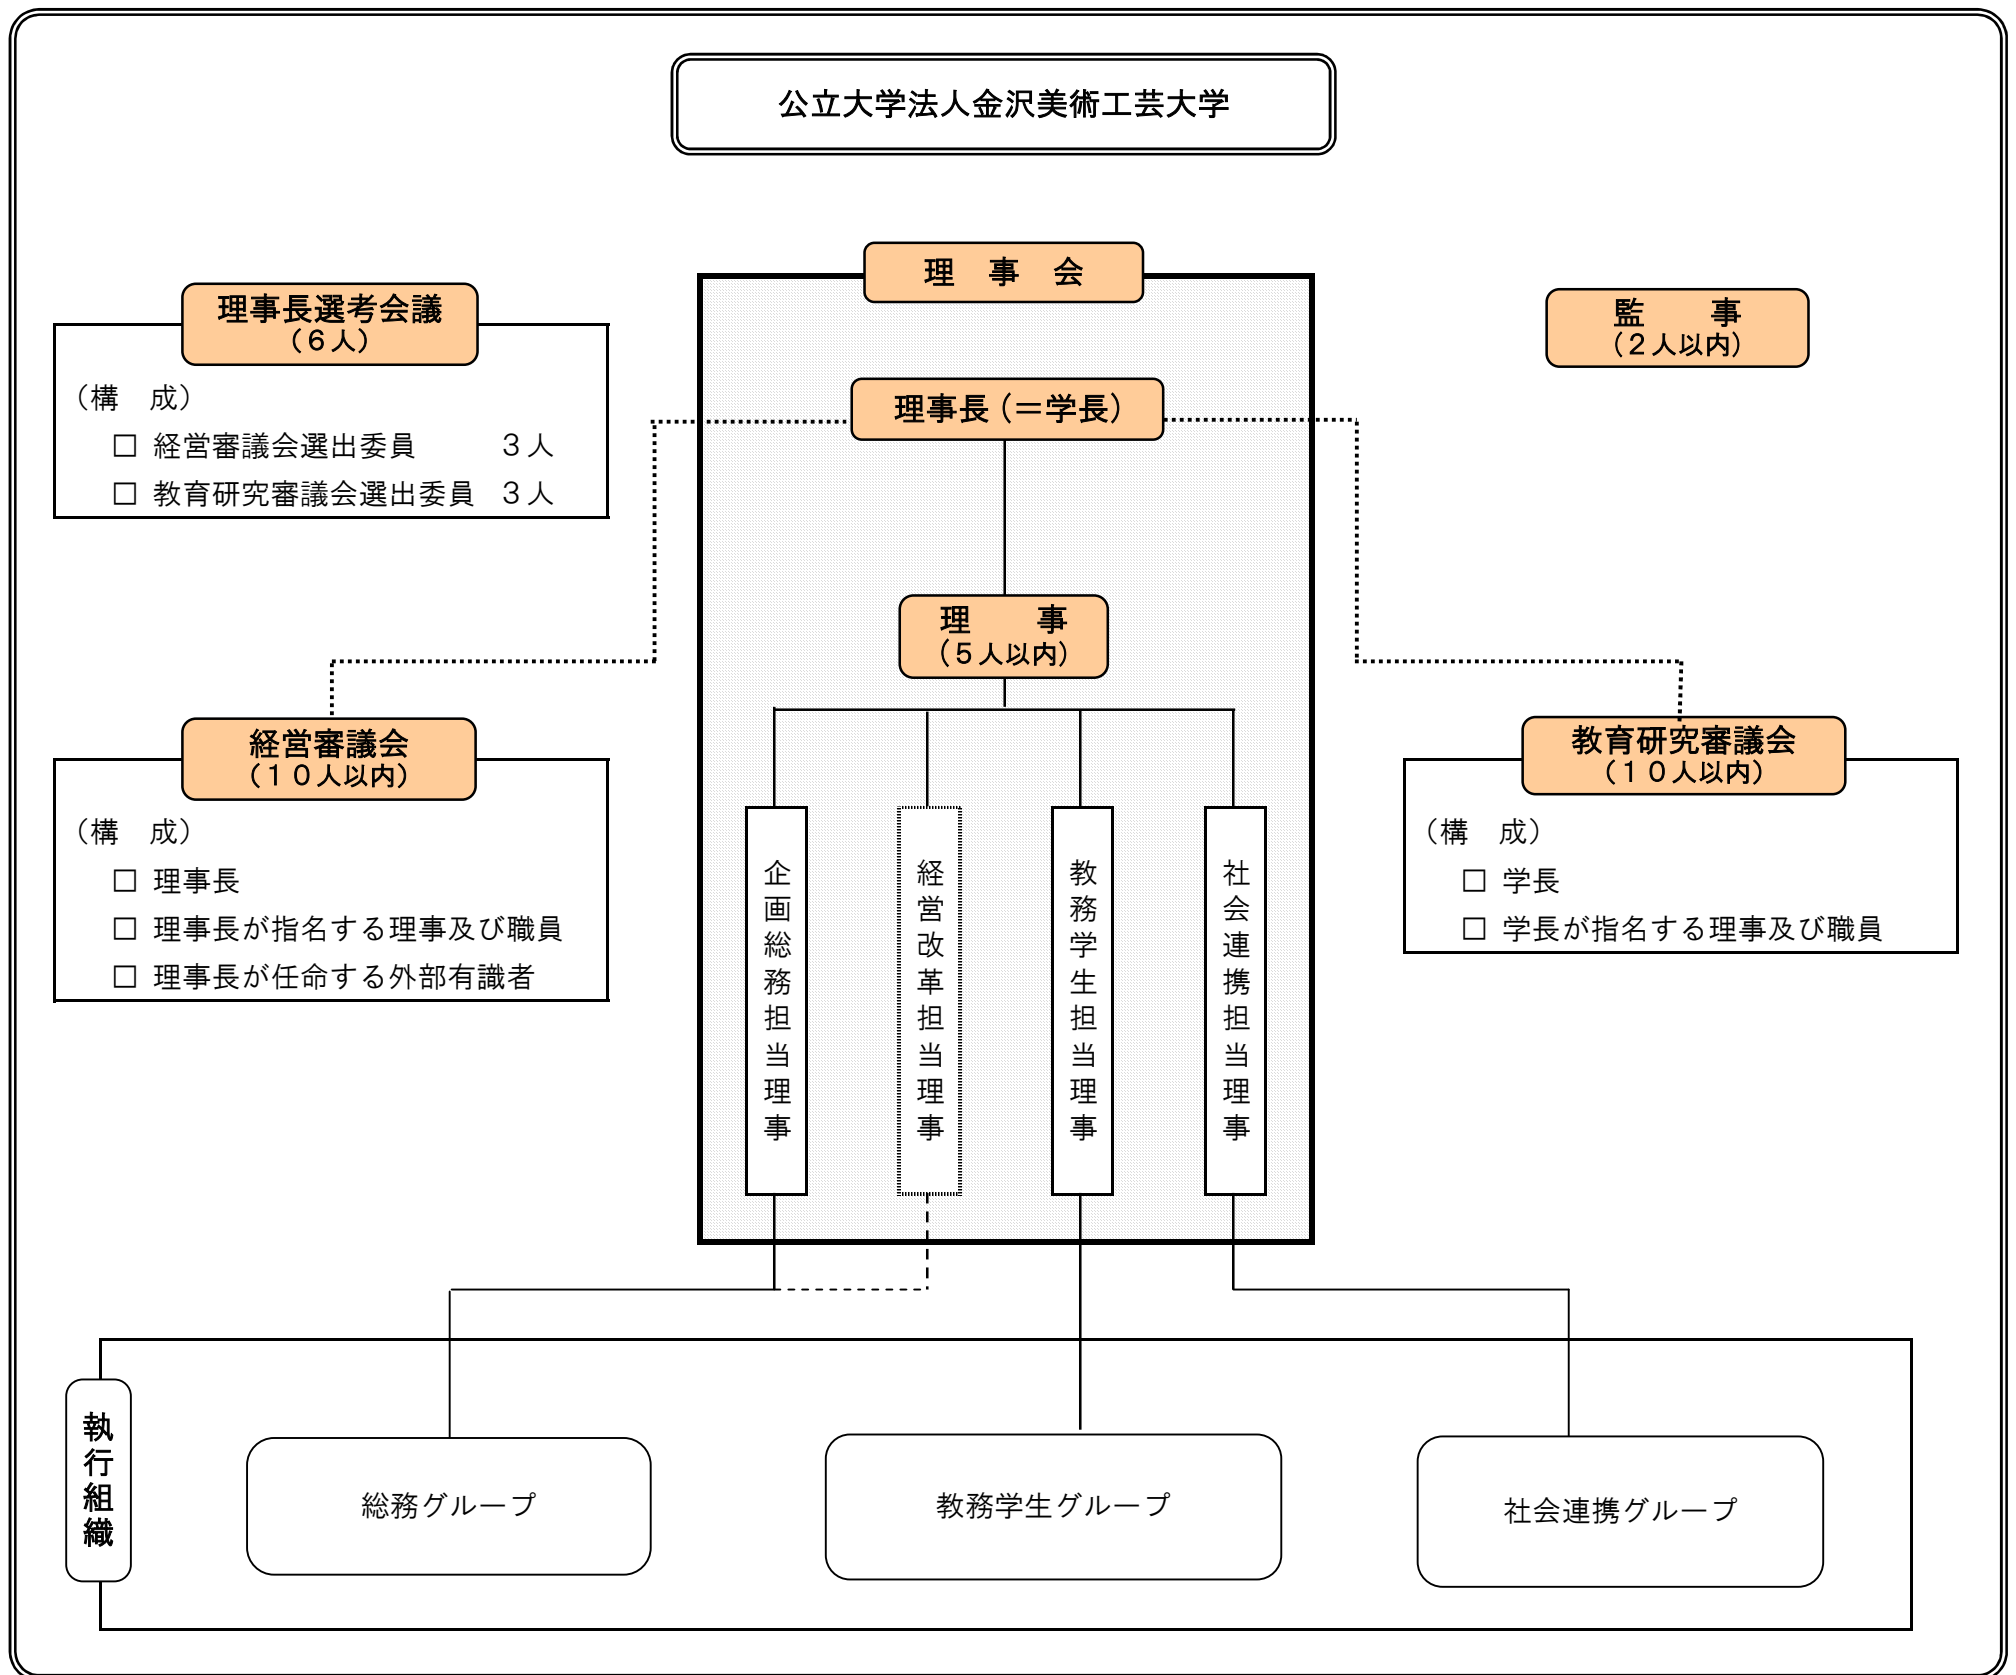 公立大学法人金沢美術工芸大学
理　事　会
理事長選考会議
（６人）
（構　成）
□ 経営審議会選出委員　　　３人
□ 教育研究審議会選出委員　３人
監　　事
（２人以内）
理事長（＝学長）
理　　事
（５人以内）
経営審議会
（１０人以内）
（構　成）
□ 理事長
□ 理事長が指名する理事及び職員
□ 理事長が任命する外部有識者
教育研究審議会
（１０人以内）
（構　成）
□ 学長
□ 学長が指名する理事及び職員
企画総務担当理事
経営改革担当理事
教務学生担当理事
社会連携担当理事
執行組織
総務グループ
教務学生グループ
社会連携グループ